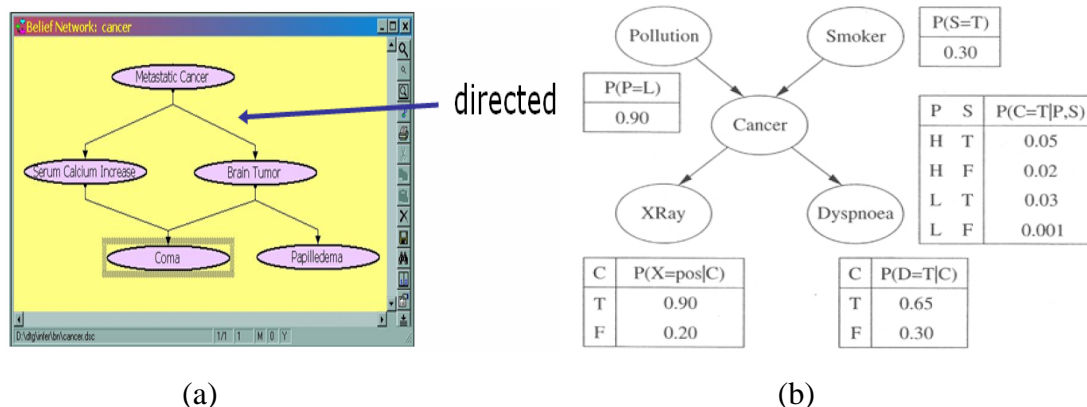 Belief Network: cancer
Metastatic Cancer
directed
Serum Calcium Increase
Brain Tumor
Coma
Papilledema
D:\dtg\infer\bn\cancer.dsc
1/1
1
M
0
Y
(a)
Pollution
Smoker
P(S=T)
0.30
P(P=L)
0.90
Cancer
P S P(C=T|P,S)
H T 0.05
H F 0.02
L T 0.03
L F 0.001
XRay
Dyspnoea
C P(X=pos|C)
T 0.90
F 0.20
C P(D=T|C)
T 0.65
F 0.30
(b)